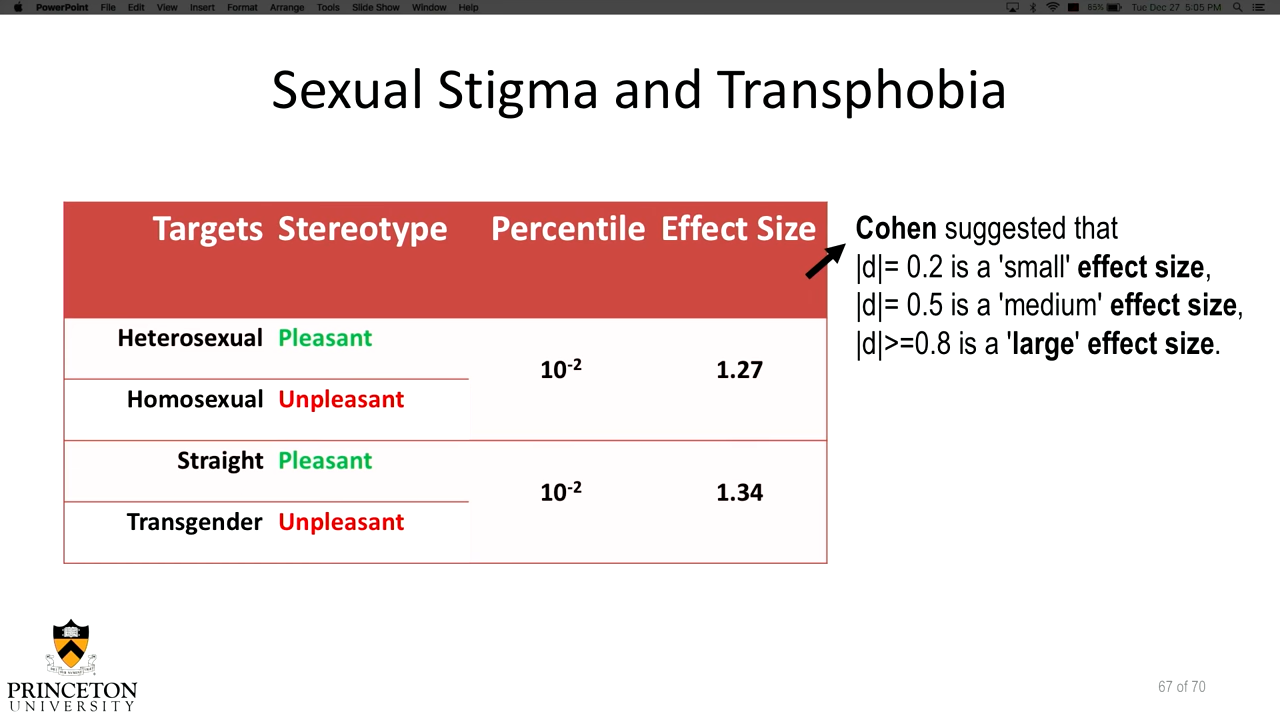 PowerPoint File Edit View Insert Format Arrange Tools Slide Show Window Help 85% Tue Dec 27 5:05 PM
Sexual Stigma and Transphobia
Targets Stereotype Percentile Effect Size
Heterosexual Pleasant
10⁻² 1.27
Homosexual Unpleasant
Straight Pleasant
10⁻² 1.34
Transgender Unpleasant
Cohen suggested that
|d|= 0.2 is a 'small' effect size,
|d|= 0.5 is a 'medium' effect size,
|d|>=0.8 is a 'large' effect size.
PRINCETON
UNIVERSITY
67 of 70